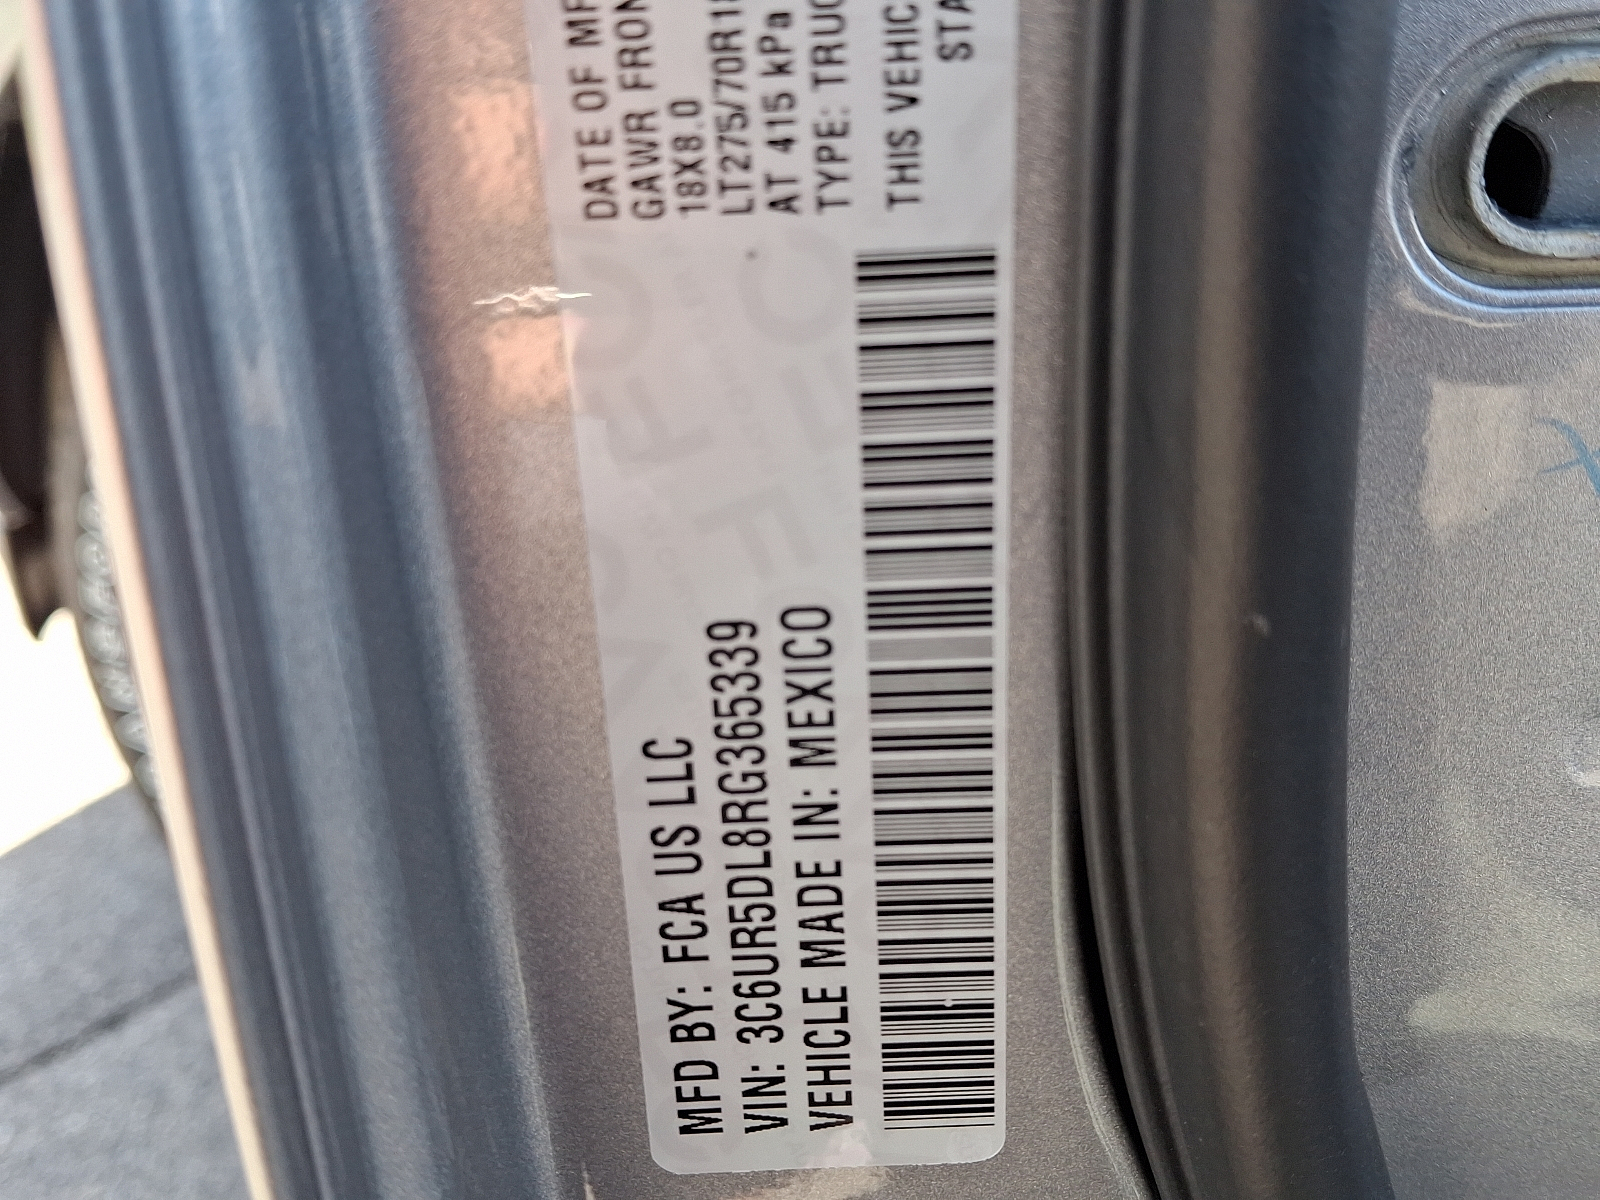 MFD BY: FCA US LLC
VIN: 3C6UR5DL8RG365339
VEHICLE MADE IN: MEXICO
DATE OF MF
GAWR FRON
18X8.0
LT275/70R18
AT 415 kPa
TYPE: TRUC
THIS VEHIC
STA